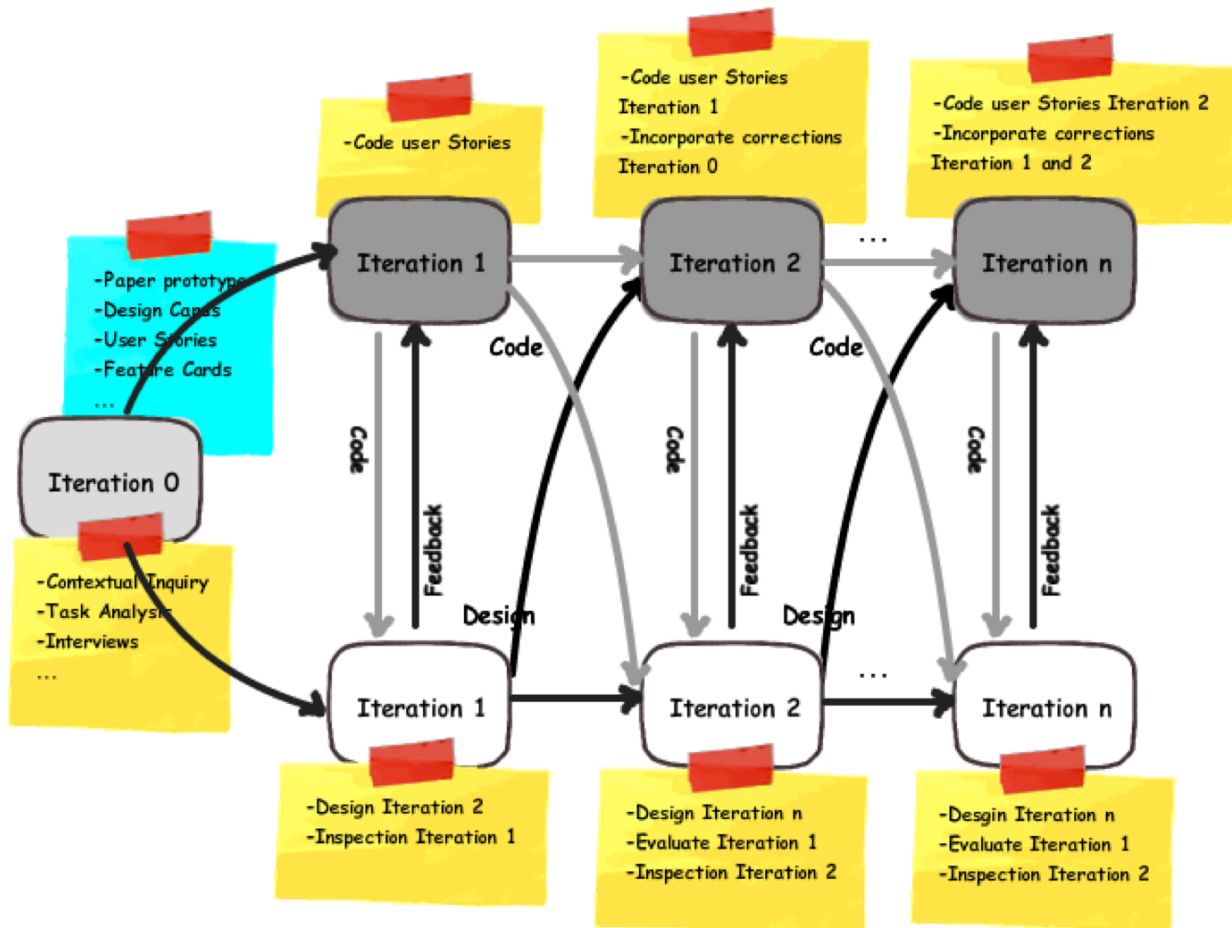 -Code user Stories
-Code user Stories
Iteration 1
-Incorporate corrections
Iteration 0
-Code user Stories Iteration 2
-Incorporate corrections
Iteration 1 and 2
-Paper prototype
-Design Cards
-User Stories
-Feature Cards
...
Iteration 1
Iteration 2
...
Iteration n
Code
Code
Code
Feedback
Code
Feedback
Code
Feedback
Iteration 0
-Contextual Inquiry
-Task Analysis
-Interviews
...
Design
Design
Iteration 1
Iteration 2
...
Iteration n
-Design Iteration 2
-Inspection Iteration 1
-Design Iteration n
-Evaluate Iteration 1
-Inspection Iteration 2
-Desgin Iteration n
-Evaluate Iteration 1
-Inspection Iteration 2